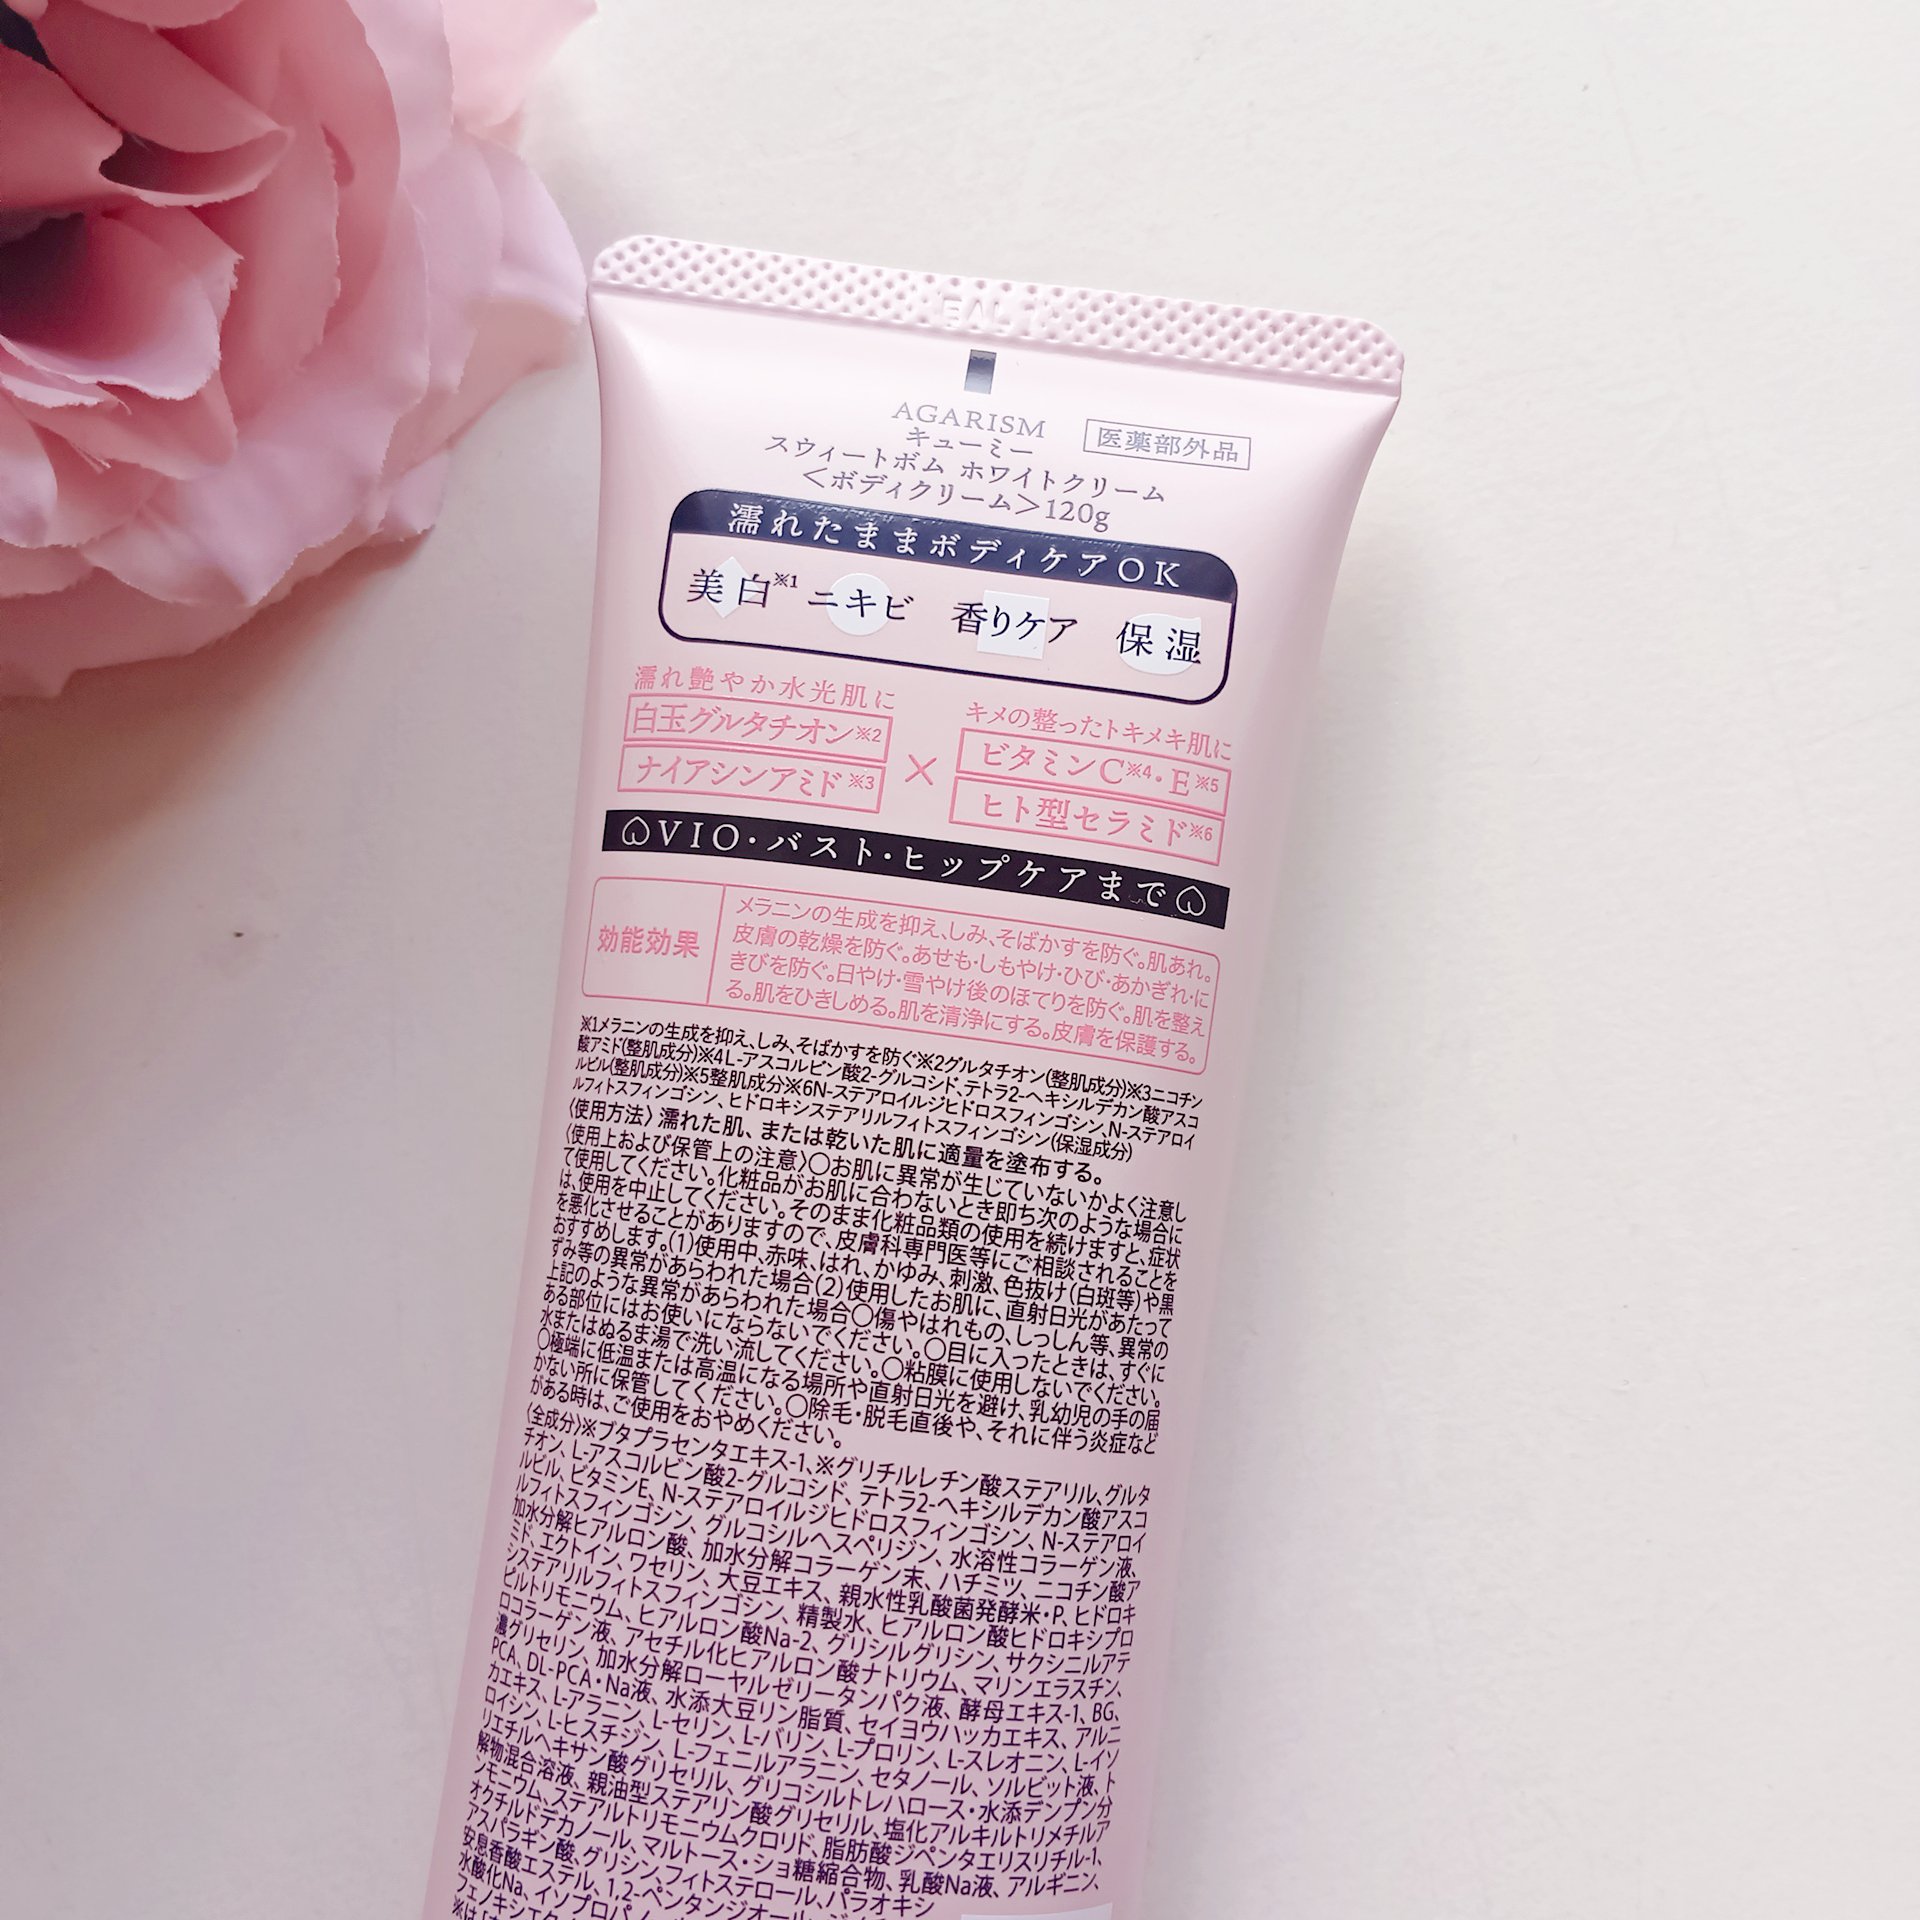 AGARISM
キューミー
医薬部外品
スウィートボム ホワイトクリーム
＜ボディクリーム＞120g
濡れたままボディケアOK
美白※1 ニキビ 香りケア 保湿
濡れ艶やか水光肌に
白玉グルタチオン※2
ナイアシンアミド※3
×
キメの整ったトキメキ肌に
ビタミンC※4・E※5
ヒト型セラミド※6
VIO・バスト・ヒップケアまで
効能効果
メラニンの生成を抑え、しみ、そばかすを防ぐ。肌あれ。
皮膚の乾燥を防ぐ。あせも・しもやけ・ひび・あかぎれ・に
きびを防ぐ。日やけ・雪やけ後のほてりを防ぐ。肌を整え
る。肌をひきしめる。肌を清浄にする。皮膚を保護する。
※1メラニンの生成を抑え、しみ、そばかすを防ぐ※2グルタチオン(整肌成分)※3ニコチン
酸アミド(整肌成分)※4L-アスコルビン酸2-グルコシド、テトラ2-ヘキシルデカン酸アスコ
ルビル(整肌成分)※5整肌成分※6N-ステアロイルジヒドロスフィンゴシン、N-ステアロイ
ルフィトスフィンゴシン、ヒドロキシステアリルフィトスフィンゴシン(保湿成分)
〈使用方法〉濡れた肌、または乾いた肌に適量を塗布する。
〈使用上および保管上の注意〉〇お肌に異常が生じていないかよく注意し
て使用してください。化粧品がお肌に合わないとき即ち次のような場合に
は、使用を中止してください。そのまま化粧品類の使用を続けますと、症状
を悪化させることがありますので、皮膚科専門医等にご相談されることを
おすすめします。(1)使用中、赤味、はれ、かゆみ、刺激、色抜け(白斑等)や黒
ずみ等の異常があらわれた場合(2)使用したお肌に、直射日光があたって
上記のような異常があらわれた場合〇傷やはれもの、しっしん等、異常の
ある部位にはお使いにならないでください。〇目に入ったときは、すぐに
水またはぬるま湯で洗い流してください。〇粘膜に使用しないでください。
〇極端に低温または高温になる場所や直射日光を避け、乳幼児の手の届
かない所に保管してください。〇除毛・脱毛直後や、それに伴う炎症など
がある時は、ご使用をおやめください。
〈全成分〉※ブタプラセンタエキス-1、※グリチルレチン酸ステアリル、グルタ
チオン、L-アスコルビン酸2-グルコシド、テトラ2-ヘキシルデカン酸アスコ
ルビル、ビタミンE、N-ステアロイルジヒドロスフィンゴシン、N-ステアロイ
ルフィトスフィンゴシン、グルコシルヘスペリジン、水溶性コラーゲン液、
加水分解ヒアルロン酸、加水分解コラーゲン末、ハチミツ、ニコチン酸ア
ミド、エクトイン、ワセリン、大豆エキス、親水性乳酸菌発酵米・P、ヒドロキ
システアリルフィトスフィンゴシン、精製水、ヒアルロン酸ヒドロキシプロ
ピルトリモニウム、ヒアルロン酸Na-2、グリシルグリシン、サクシニルアテ
ロコラーゲン液、アセチル化ヒアルロン酸ナトリウム、マリンエラスチン、
濃グリセリン、加水分解ローヤルゼリータンパク液、酵母エキス-1、BG、
PCA、DL-PCA・Na液、水添大豆リン脂質、セイヨウハッカエキス、アルニ
カエキス、L-アラニン、L-セリン、L-バリン、L-プロリン、L-スレオニン、L-イソ
ロイシン、L-ヒスチジン、L-フェニルアラニン、セタノール、ソルビット液、ト
リエチルヘキサン酸グリセリル、グリコシルトレハロース・水添デンプン分
解物混合溶液、親油型ステアリン酸グリセリル、塩化アルキルトリメチルア
ンモニウム、ステアルトリモニウムクロリド、脂肪酸ジペンタエリスリチル-1、
オクチルドデカノール、マルトース・ショ糖縮合物、乳酸Na液、アルギニン、
アスパラギン酸、グリシン、フィトステロール、パラオキシ
安息香酸エステル、1,2-ペンタンジオール、
水酸化Na、イソプロパノ
フェノキシエタ